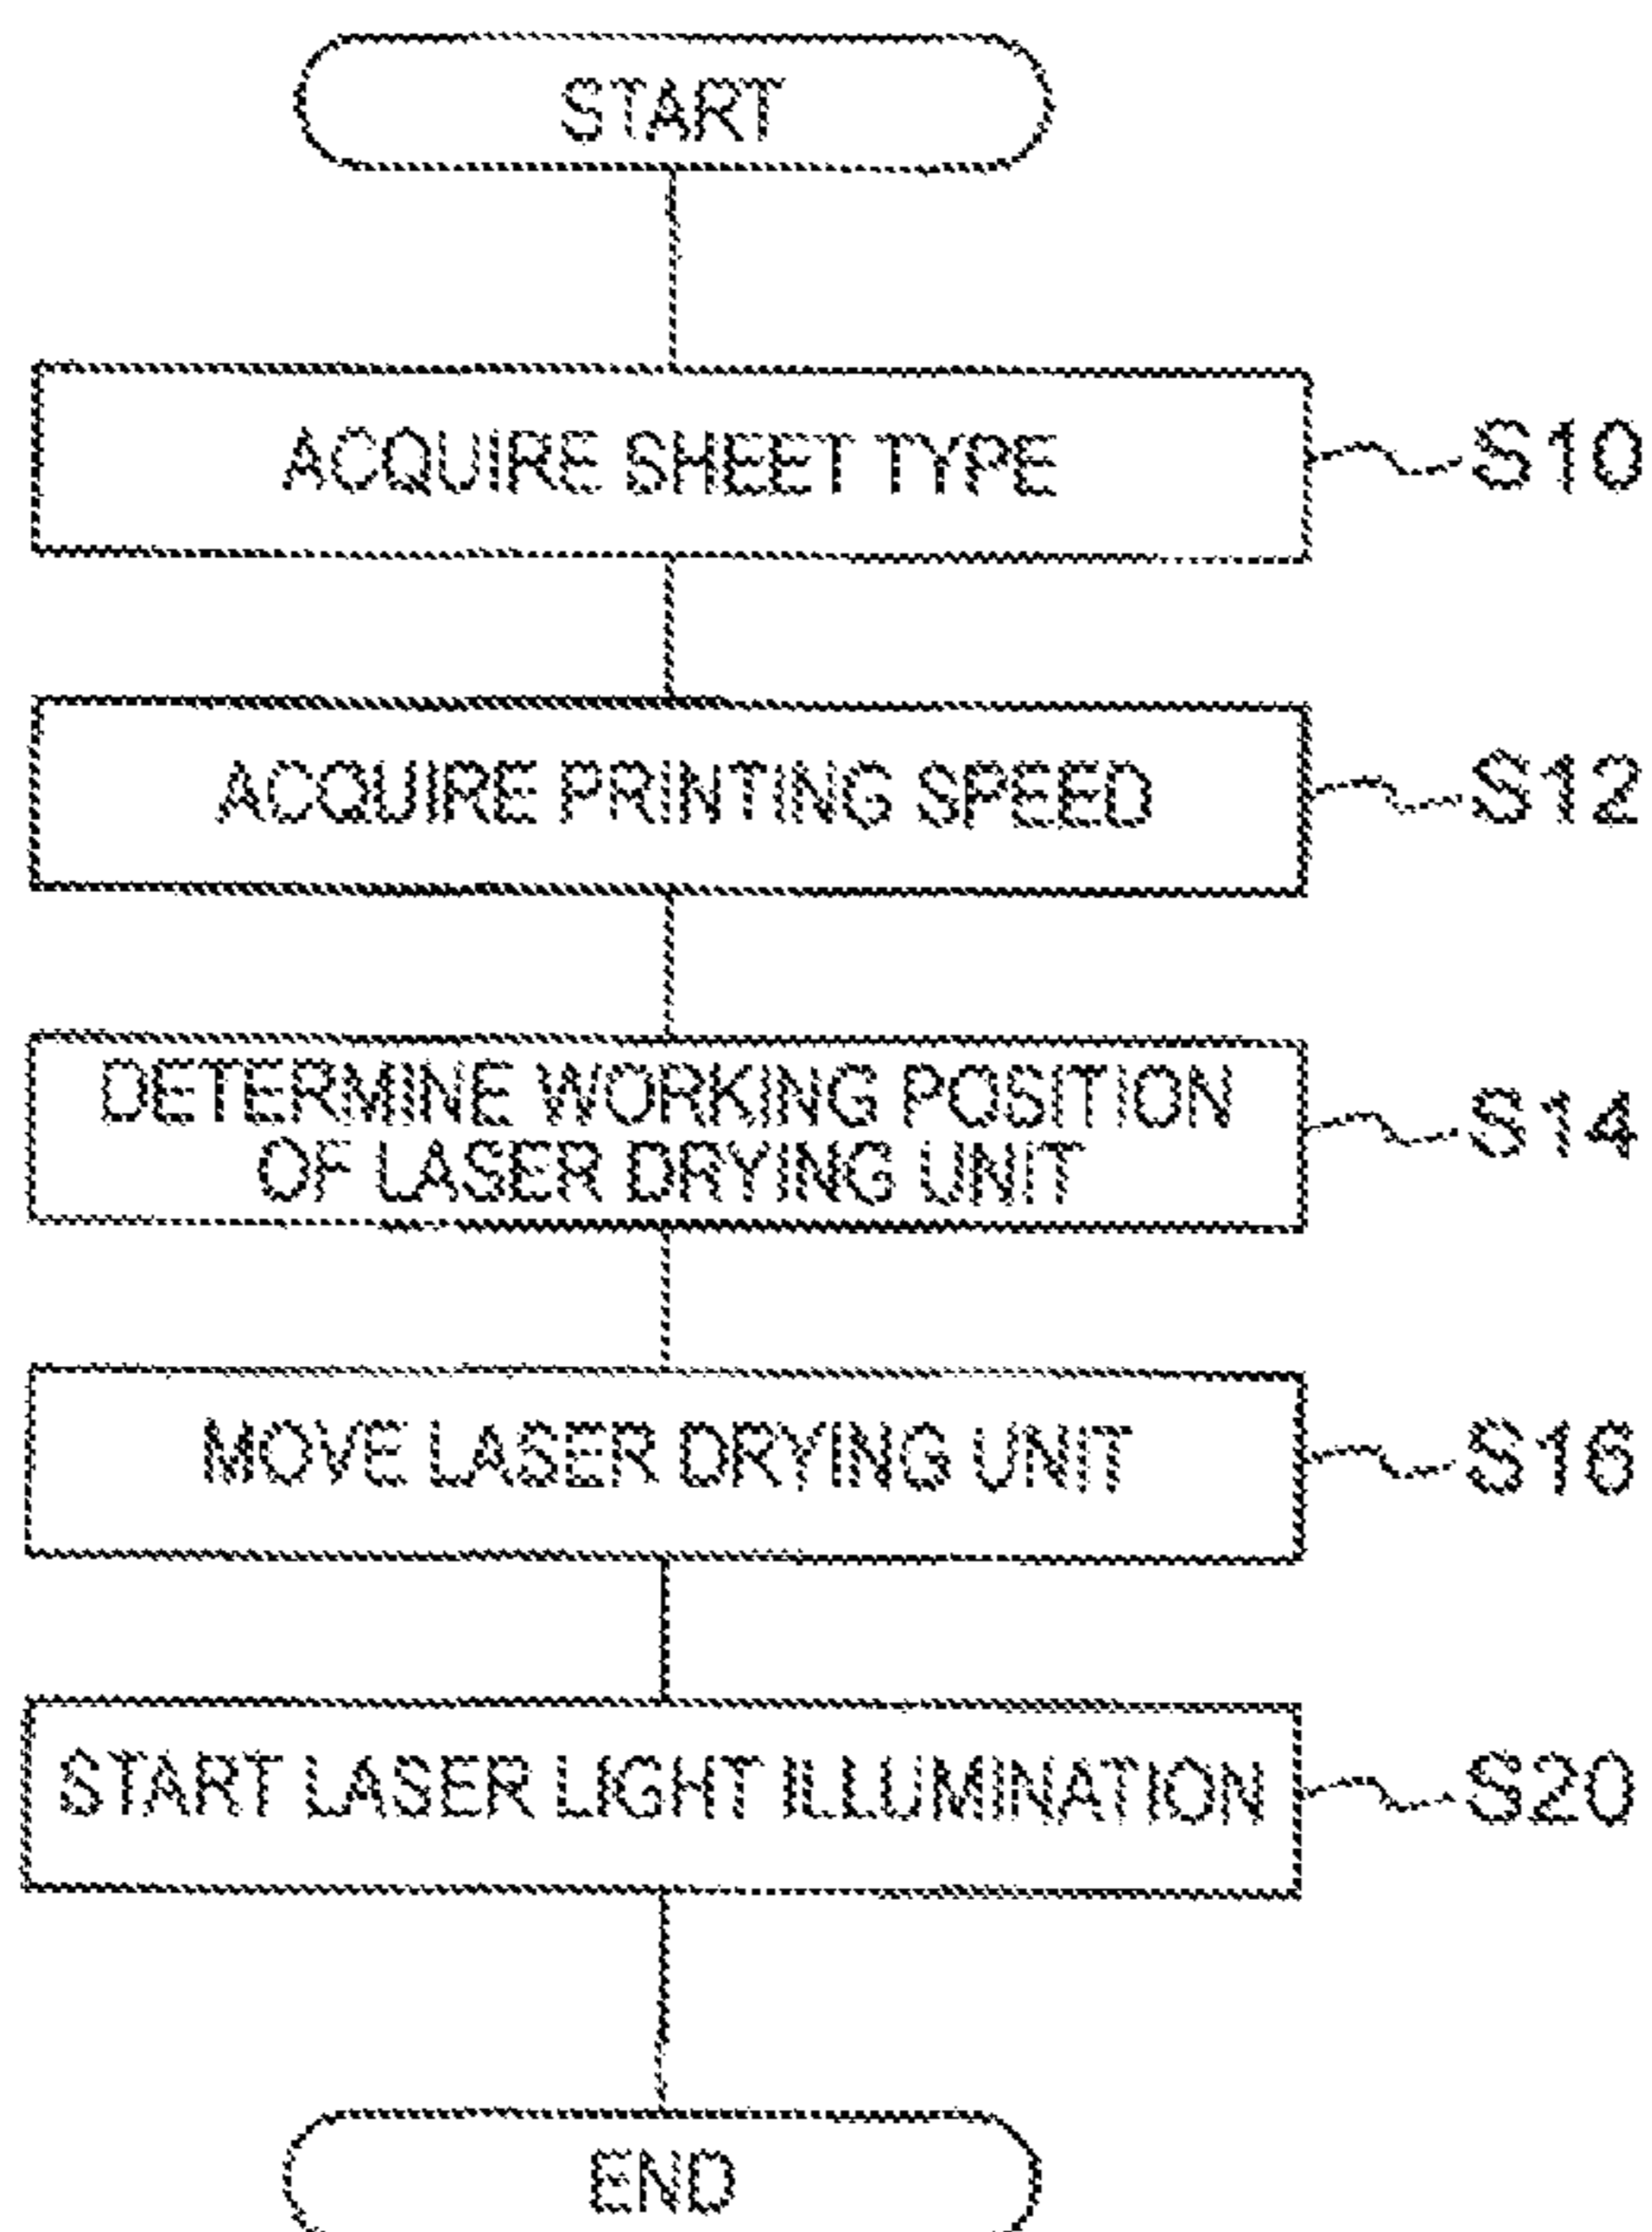 START
ACQUIRE SHEET TYPE
S10
ACQUIRE PRINTING SPEED
S12
DETERMINE WORKING POSITION
OF LASER DRYING UNIT
S14
MOVE LASER DRYING UNIT
S16
START LASER LIGHT ILLUMINATION
S20
END